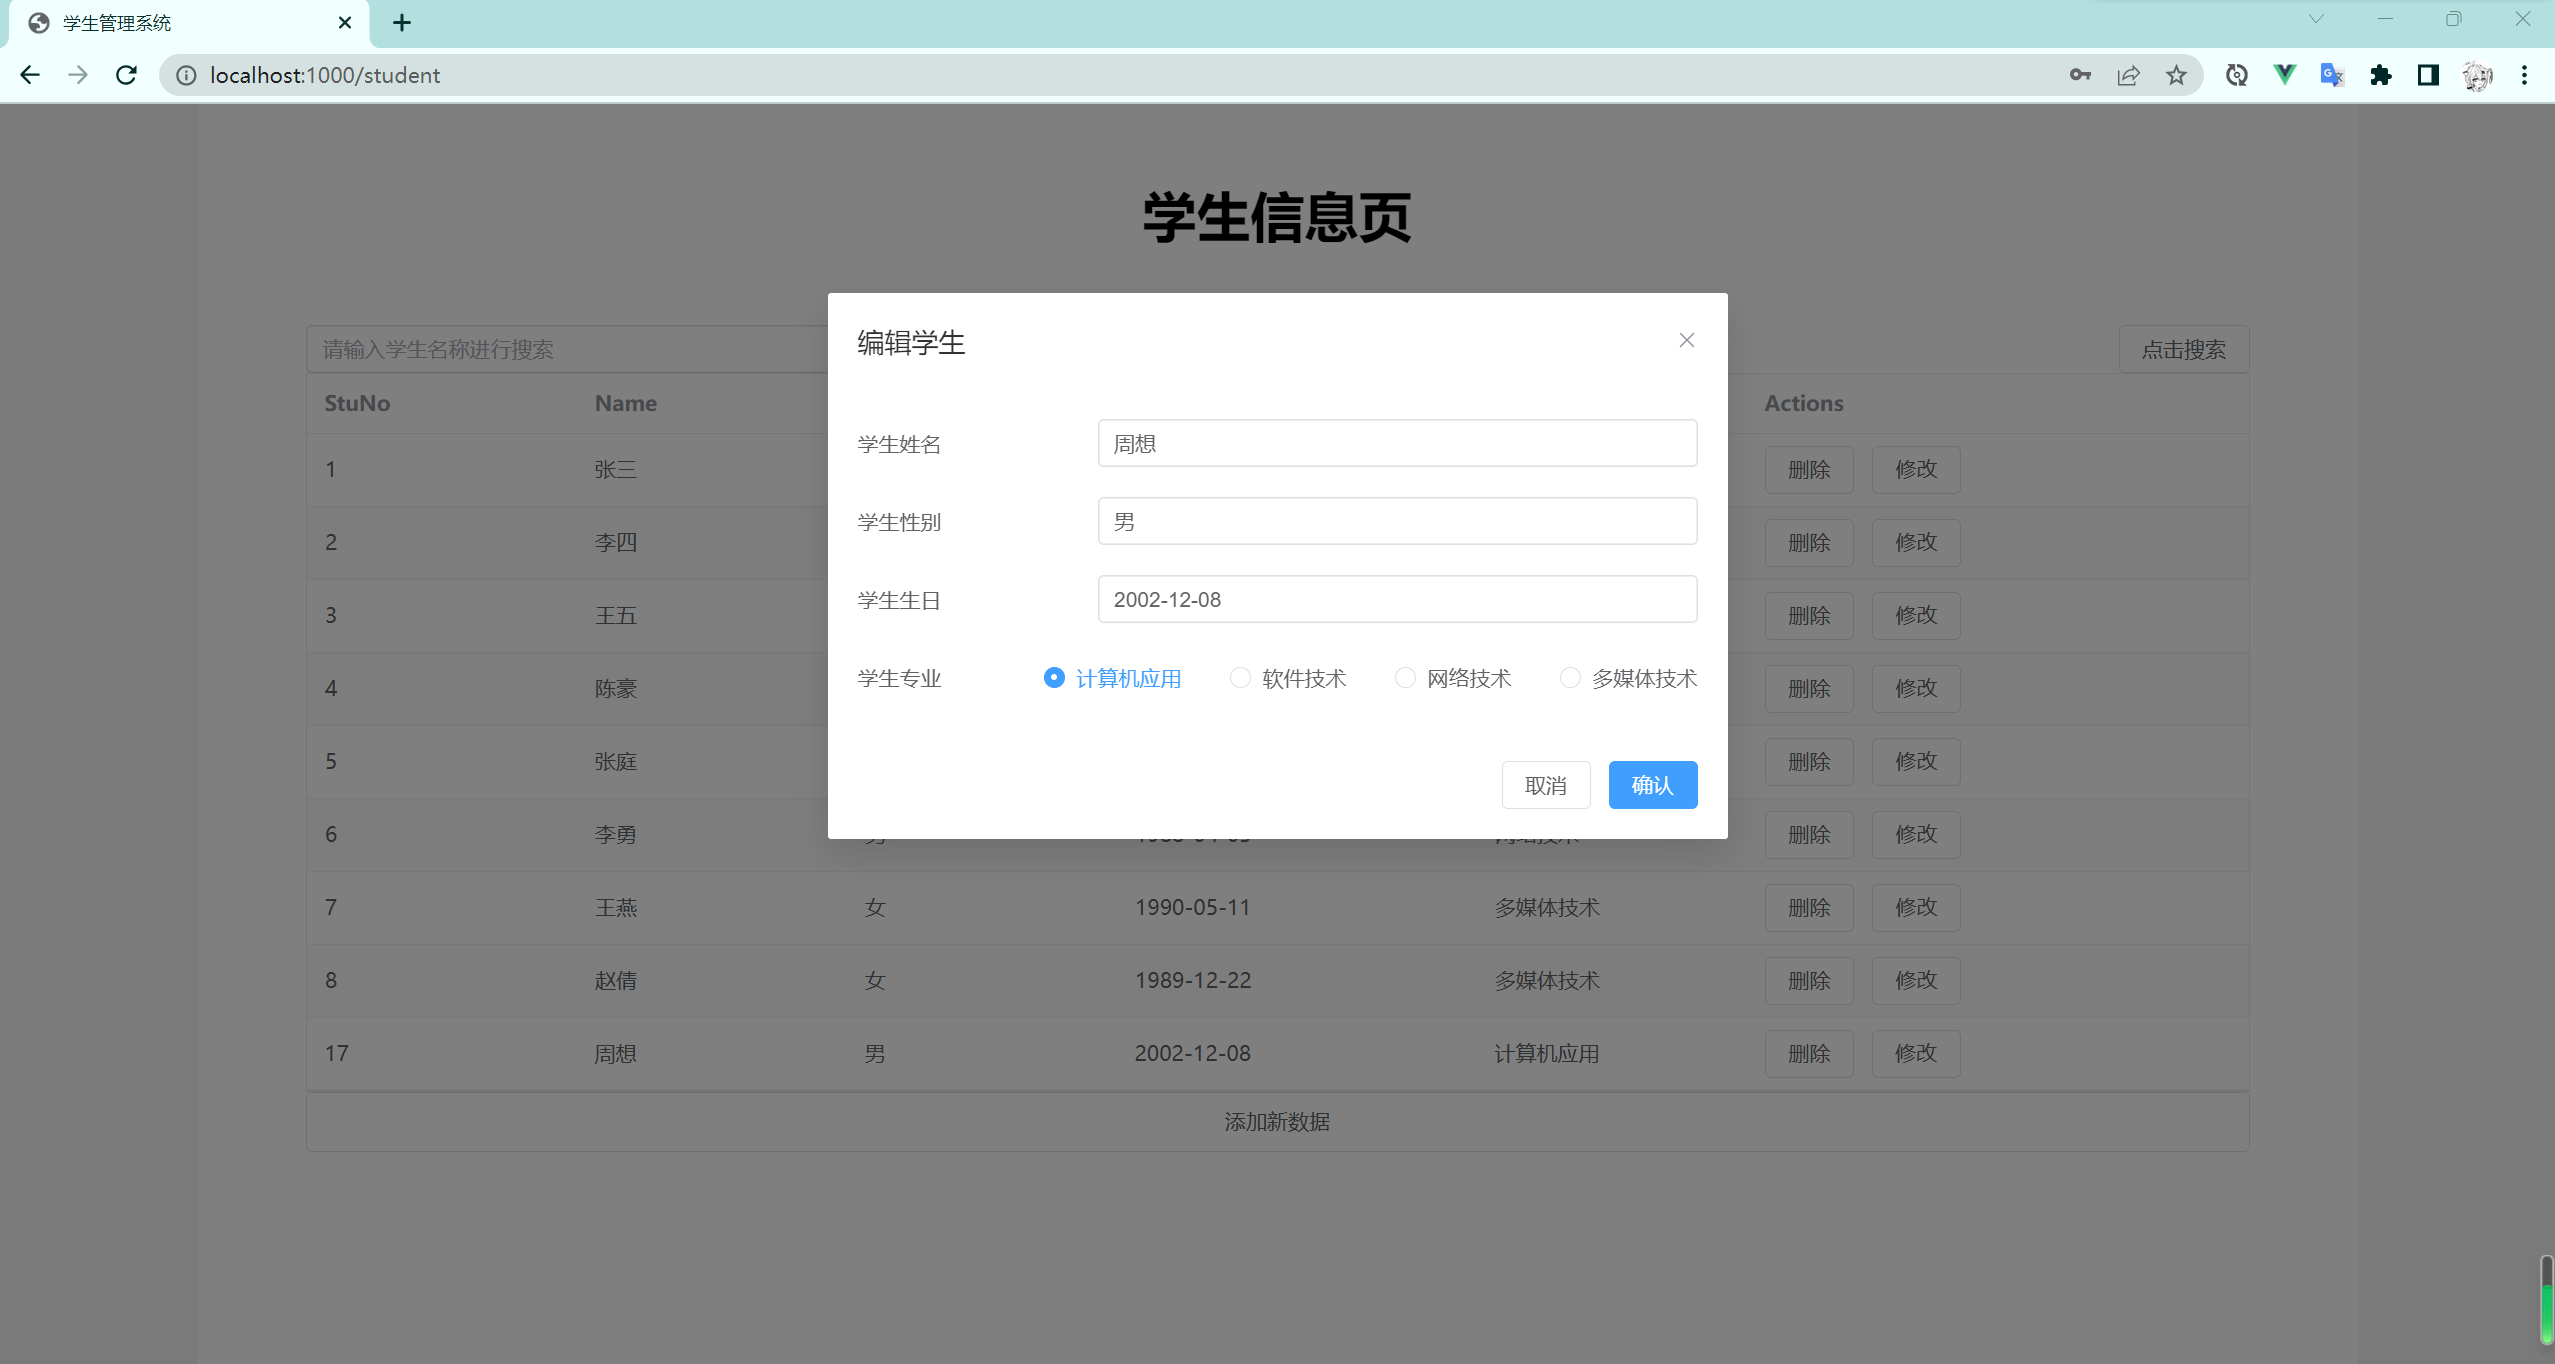 学生管理系统
localhost:1000/student
学生信息页
请输入学生名称进行搜索
点击搜索
StuNo Name Actions
1 张三 删除 修改
2 李四 删除 修改
3 王五 删除 修改
4 陈豪 删除 修改
5 张庭 删除 修改
6 李勇 删除 修改
7 王燕 女 1990-05-11 多媒体技术 删除 修改
8 赵倩 女 1989-12-22 多媒体技术 删除 修改
17 周想 男 2002-12-08 计算机应用 删除 修改
添加新数据
编辑学生
学生姓名 周想
学生性别 男
学生生日 2002-12-08
学生专业 计算机应用 软件技术 网络技术 多媒体技术
取消 确认